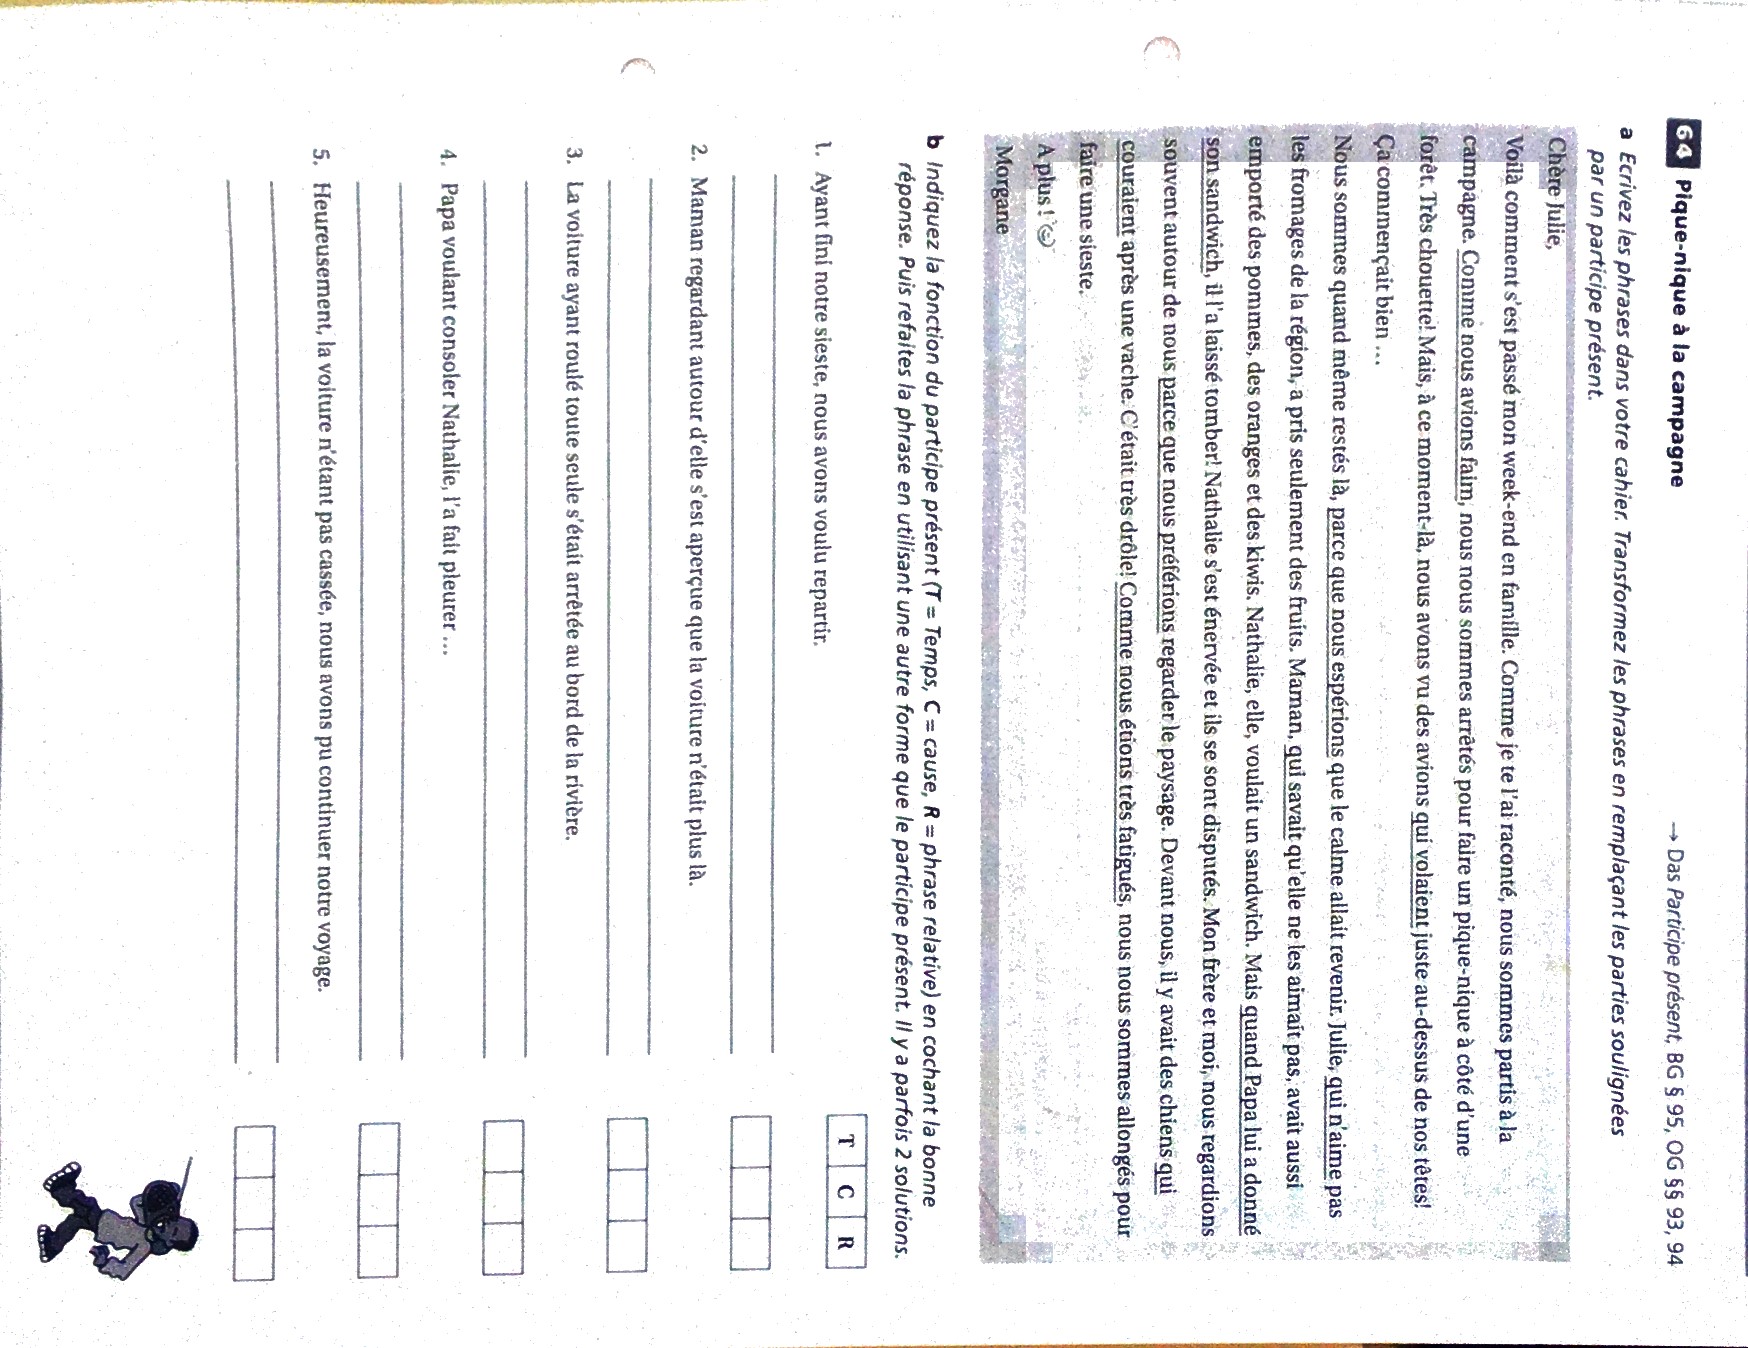 64 Pique-nique à la campagne → Das Participe présent, BG § 95, OG §§ 93, 94
a Ecrivez les phrases dans votre cahier. Transformez les phrases en remplaçant les parties soulignées
par un participe présent.
Chère Julie,
Voilà comment s'est passé mon week-end en famille. Comme je te l'ai raconté, nous sommes partis à la
campagne. Comme nous avions faim, nous nous sommes arrêtés pour faire un pique-nique à côté d'une
forêt. Très chouette! Mais, à ce moment-là, nous avons vu des avions qui volaient juste au-dessus de nos têtes!
Ça commençait bien ...
Nous sommes quand même restés là, parce que nous espérions que le calme allait revenir. Julie, qui n'aime pas
les fromages de la région, a pris seulement des fruits. Maman, qui savait qu'elle ne les aimait pas, avait aussi
emporté des pommes, des oranges et des kiwis. Nathalie, elle, voulait un sandwich. Mais quand Papa lui a donné
son sandwich, il l'a laissé tomber! Nathalie s'est énervée et ils se sont disputés. Mon frère et moi, nous regardions
souvent autour de nous parce que nous préférions regarder le paysage. Devant nous, il y avait des chiens qui
couraient après une vache. C'était très drôle! Comme nous étions très fatigués, nous nous sommes allongés pour
faire une sieste.
A plus! ☺
Morgane
b Indiquez la fonction du participe présent (T = Temps, C = cause, R = phrase relative) en cochant la bonne
réponse. Puis refaites la phrase en utilisant une autre forme que le participe présent. Il y a parfois 2 solutions.
T C R
1. Ayant fini notre sieste, nous avons voulu repartir.
2. Maman regardant autour d'elle s'est aperçue que la voiture n'était plus là.
3. La voiture ayant roulé toute seule s'était arrêtée au bord de la rivière.
4. Papa voulant consoler Nathalie, l'a fait pleurer ...
5. Heureusement, la voiture n'étant pas cassée, nous avons pu continuer notre voyage.